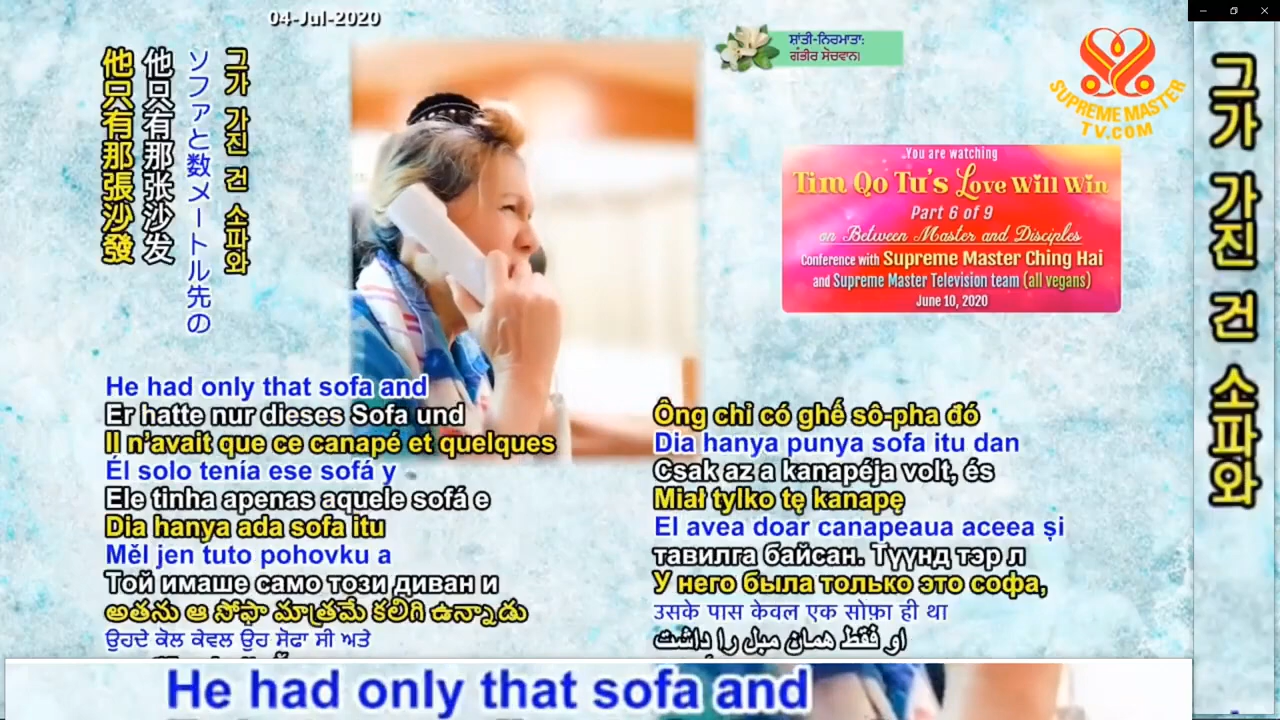 04-Jul-2020
그가 가진 건 소파와
ソファと数メートル先の
他只有那张沙发
他只有那張沙發
ਸ਼ਾਂਤੀ-ਨਿਰਮਾਤਾ:
ਗੰਭੀਰ ਸੋਚਵਾਨ।
SUPREME MASTER
TV.COM
You are watching
Tim Qo Tu's Love Will Win
Part 6 of 9
on Between Master and Disciples
Conference with Supreme Master Ching Hai
and Supreme Master Television team (all vegans)
June 10, 2020
He had only that sofa and
Er hatte nur dieses Sofa und
Il n'avait que ce canapé et quelques
Él solo tenía ese sofá y
Ele tinha apenas aquele sofá e
Dia hanya ada sofa itu
Měl jen tuto pohovku a
Той имаше само този диван и
అతను ఆ సోఫా మాత్రమే కలిగి ఉన్నాడు
ਉਹਦੇ ਕੋਲ ਕੇਵਲ ਉਹ ਸੋਫਾ ਸੀ ਅਤੇ
Ông chỉ có ghế sô-pha đó
Dia hanya punya sofa itu dan
Csak az a kanapéja volt, és
Miał tylko tę kanapę
El avea doar canapeaua aceea și
тавилга байсан. Түүнд тэр л
У него была только это софа,
उसके पास केवल एक सोफ़ा ही था
او فقط همان مبل را داشت
He had only that sofa and
그가 가진 건 소파와